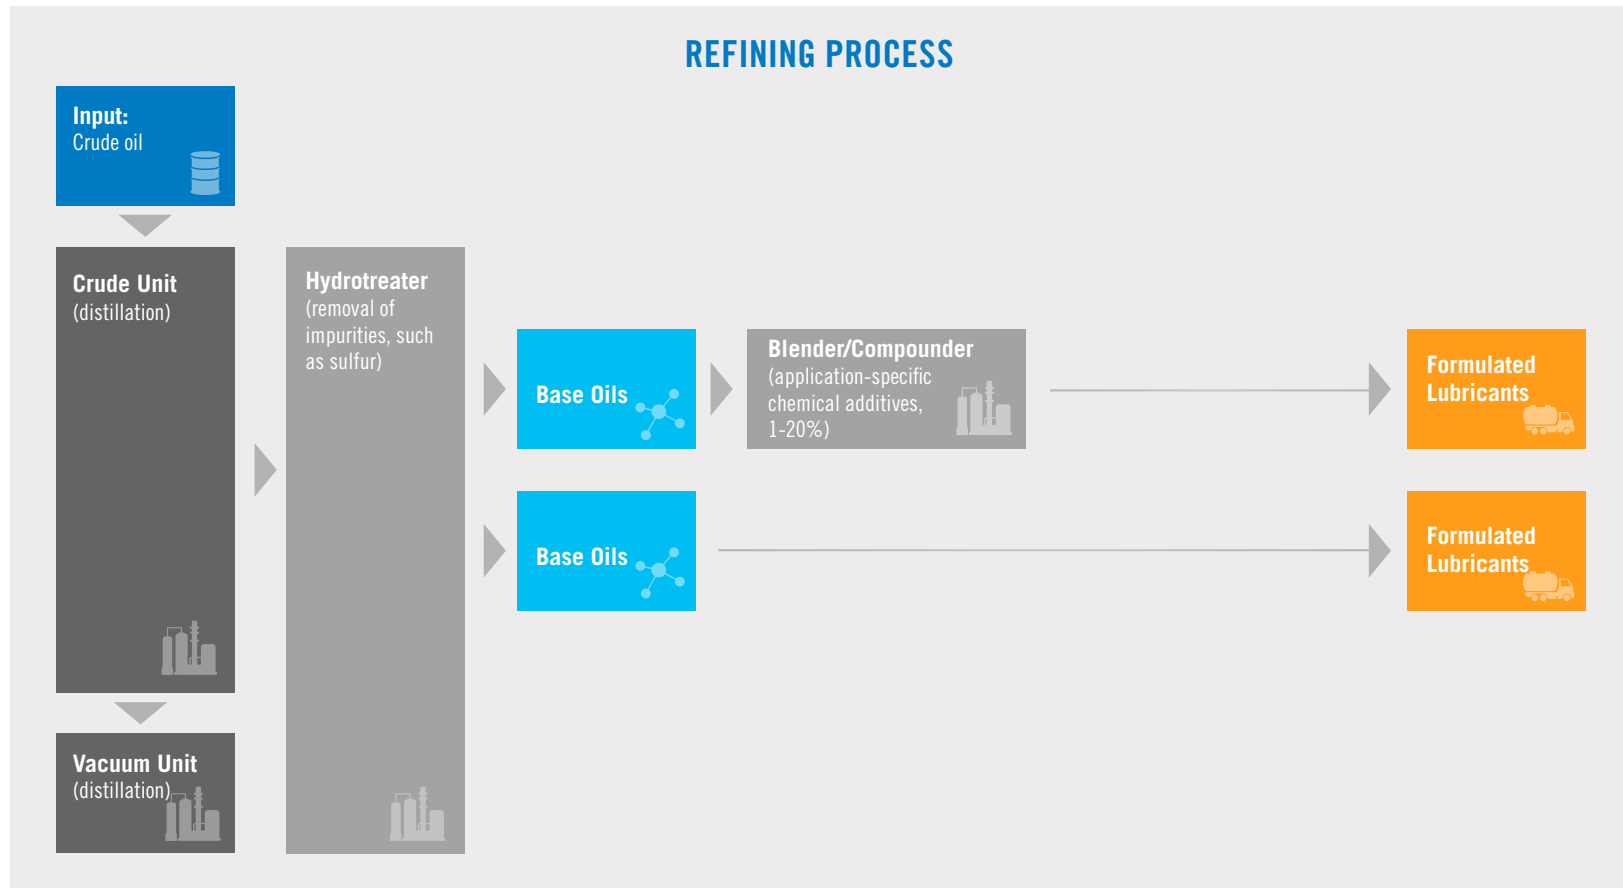 REFINING PROCESS
Input:
Crude oil
Crude Unit
(distillation)
Vacuum Unit
(distillation)
Hydrotreater
(removal of
impurities, such
as sulfur)
Base Oils
Blender/Compounder
(application-specific
chemical additives,
1-20%)
Formulated
Lubricants
Base Oils
Formulated
Lubricants